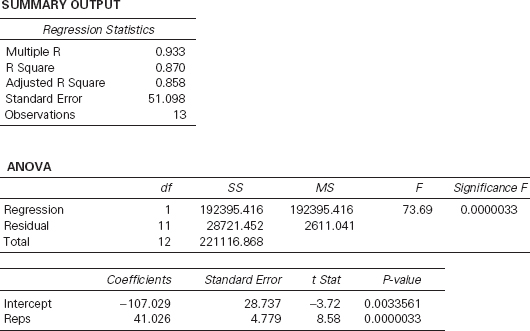 SUMMARY OUTPUT
Regression Statistics
Multiple R 0.933
R Square 0.870
Adjusted R Square 0.858
Standard Error 51.098
Observations 13
ANOVA
df SS MS F Significance F
Regression 1 192395.416 192395.416 73.69 0.0000033
Residual 11 28721.452 2611.041
Total 12 221116.868
Coefficients Standard Error t Stat P-value
Intercept −107.029 28.737 −3.72 0.0033561
Reps 41.026 4.779 8.58 0.0000033